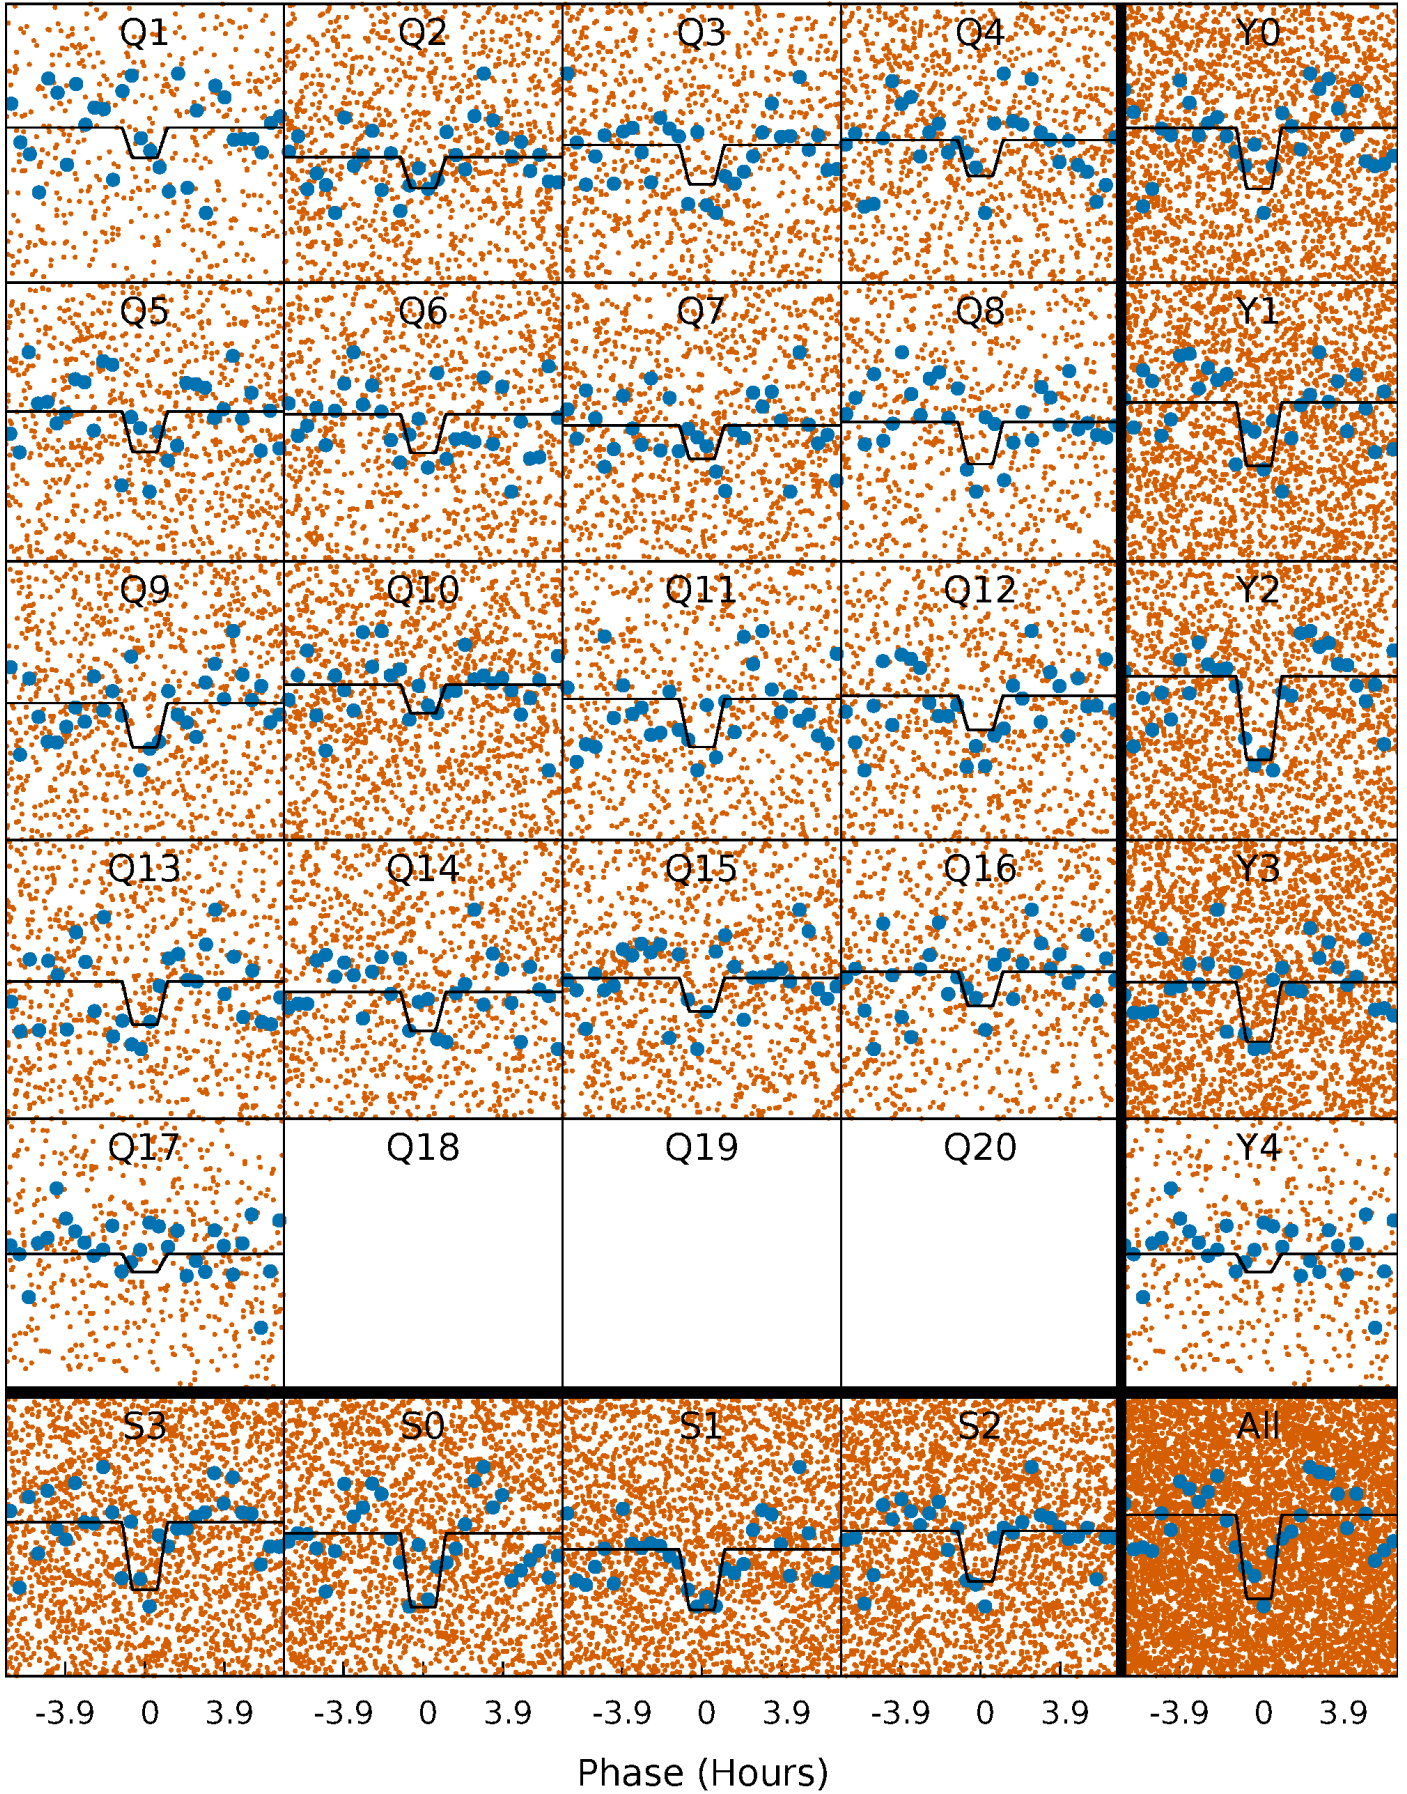 Q1 Q2 Q3 Q4 Y0
Q5 Q6 Q7 Q8 Y1
Q9 Q10 Q11 Q12 Y2
Q13 Q14 Q15 Q16 Y3
Q17 Q18 Q19 Q20 Y4
S3 S0 S1 S2 All
-3.9 0 3.9 -3.9 0 3.9 -3.9 0 3.9 -3.9 0 3.9 -3.9 0 3.9
Phase (Hours)